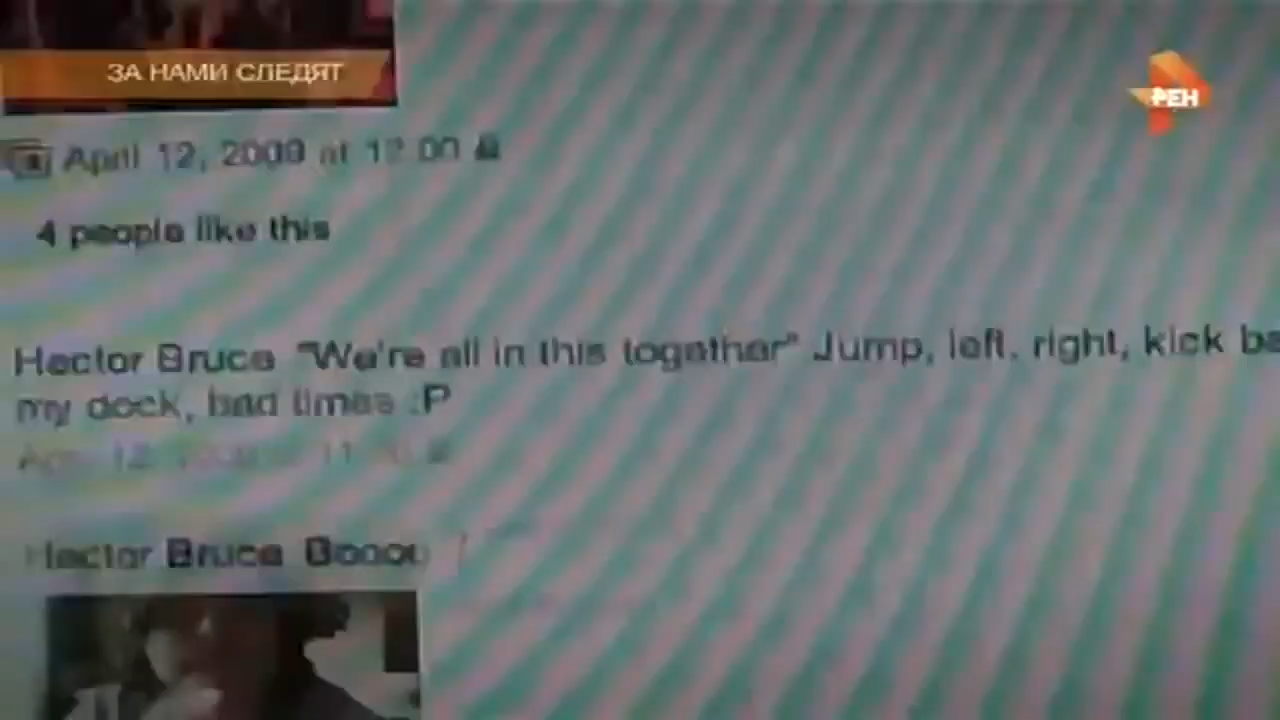 ЗА НАМИ СЛЕДЯТ
РЕН
April 12, 2009 at 12:00
4 people like this
Hector Bruce "We're all in this together" Jump, left, right, kick ba
my dock, bad times :P
Hector Bruce